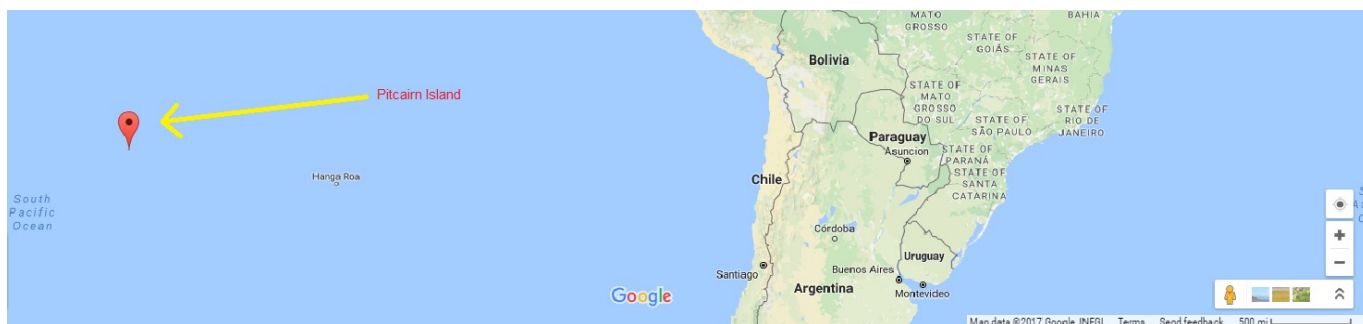 MATO
GROSSO
BAHIA
STATE OF
GOIÁS
Bolivia
STATE OF
MINAS
GERAIS
Pitcairn Island
STATE OF
MATO
GROSSO
DO SUL
STATE OF
SÃO PAULO
STATE OF
RIO DE
JANEIRO
Paraguay
Asuncion
STATE OF
PARANÁ
STATE OF
SANTA
CATARINA
Hanga Roa
Chile
South
Pacific
Ocean
Córdoba
Uruguay
Santiago
Buenos Aires
Argentina
Montevideo
Google
Map data ©2017 Google, INEGI Terms Send feedback 500 mi